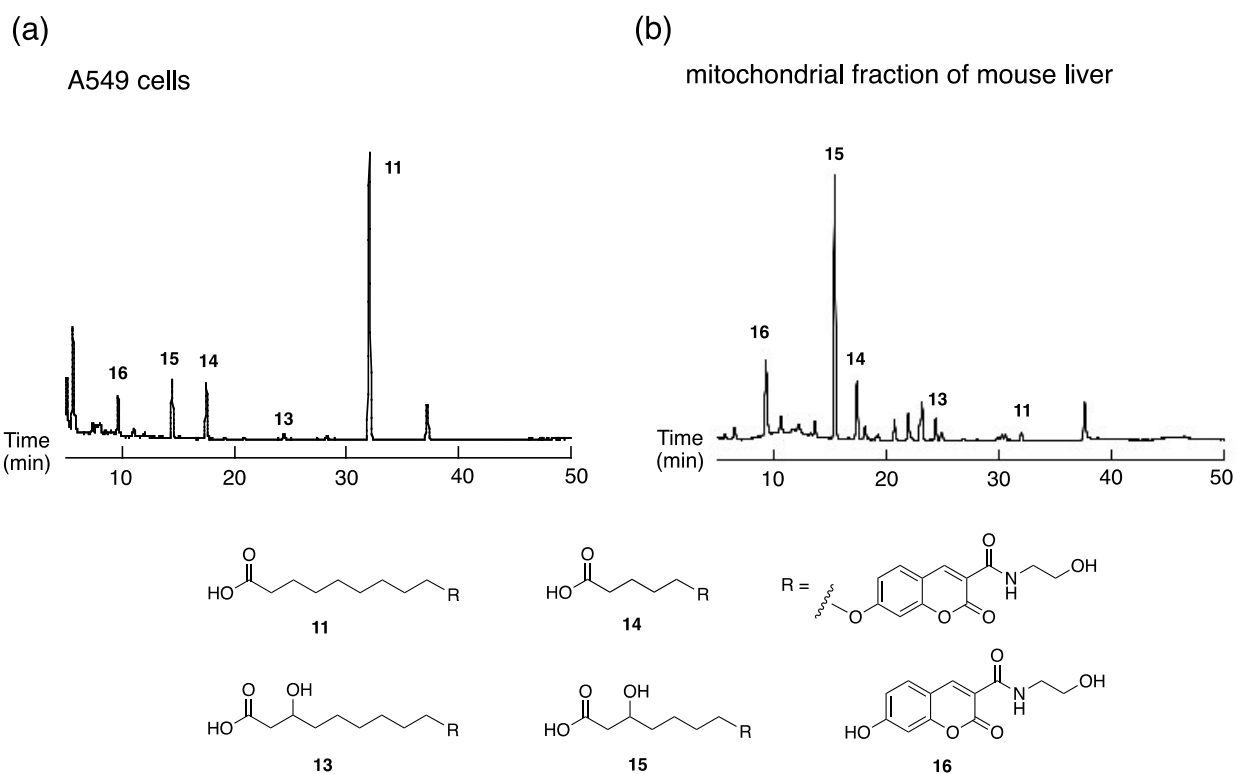 (a)
A549 cells
11
16
15
14
13
Time
(min)
10
20
30
40
50
(b)
mitochondrial fraction of mouse liver
15
16
14
13
11
Time
(min)
10
20
30
40
50
O
HO
R
11
O
HO
R
14
R =
O
O
O
O
N
H
OH
O
OH
HO
R
13
O
OH
HO
R
15
O
OH
N
H
HO
O
O
16